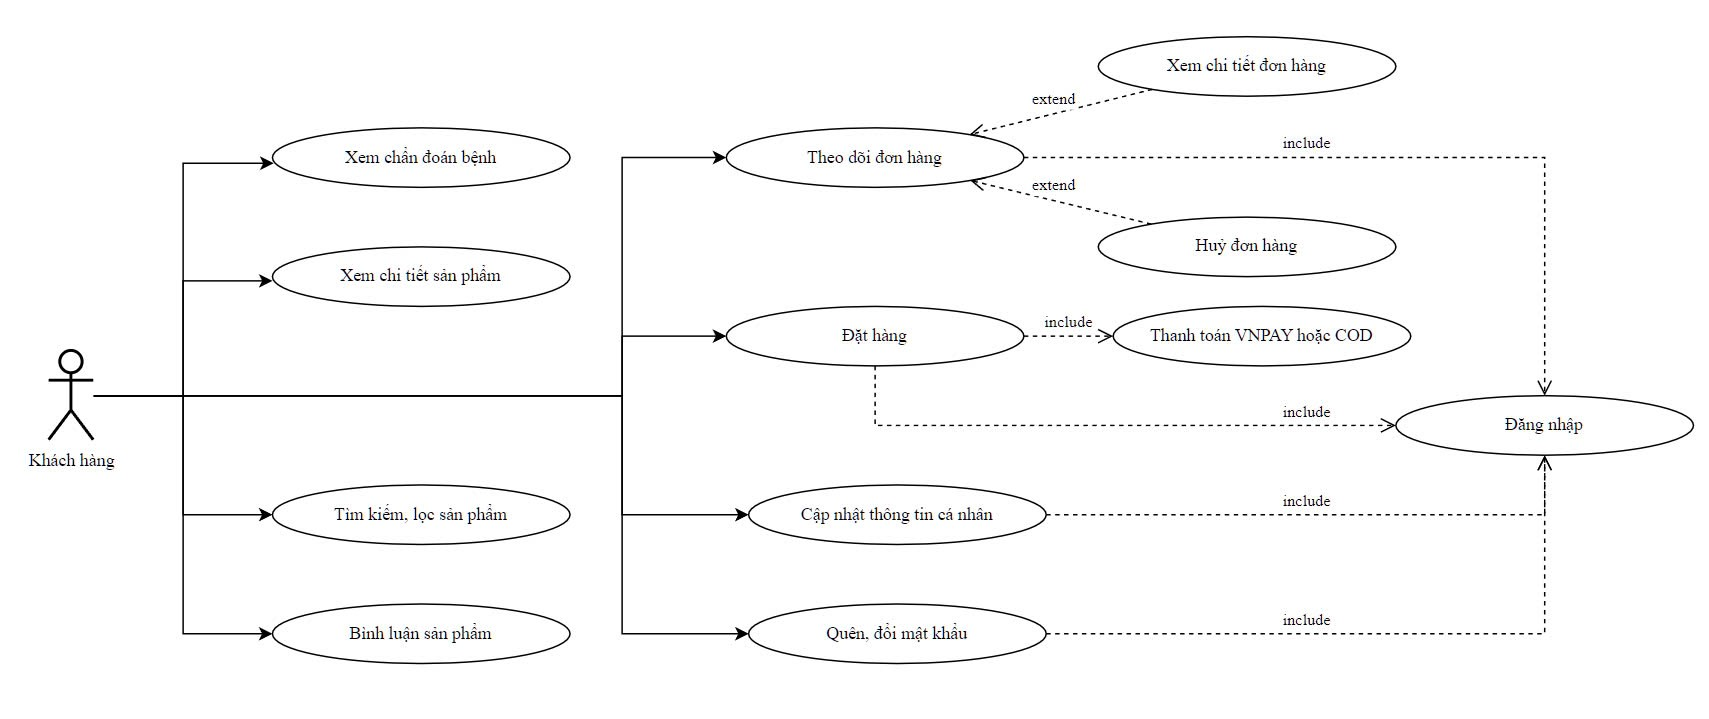 Xem chi tiết đơn hàng
extend
Xem chẩn đoán bệnh
Theo dõi đơn hàng
include
extend
Huỷ đơn hàng
Xem chi tiết sản phẩm
Đặt hàng
include
Thanh toán VNPAY hoặc COD
include
Đăng nhập
Khách hàng
Tìm kiếm, lọc sản phẩm
Cập nhật thông tin cá nhân
include
Bình luận sản phẩm
Quên, đổi mật khẩu
include